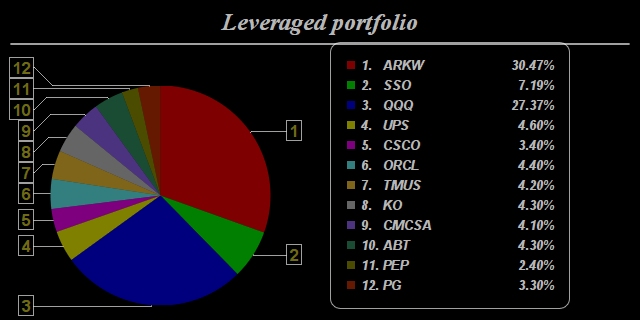 Leveraged portfolio
1. ARKW 30.47%
2. SSO 7.19%
3. QQQ 27.37%
4. UPS 4.60%
5. CSCO 3.40%
6. ORCL 4.40%
7. TMUS 4.20%
8. KO 4.30%
9. CMCSA 4.10%
10. ABT 4.30%
11. PEP 2.40%
12. PG 3.30%
12
11
10
9
8
7
6
5
4
3
1
2